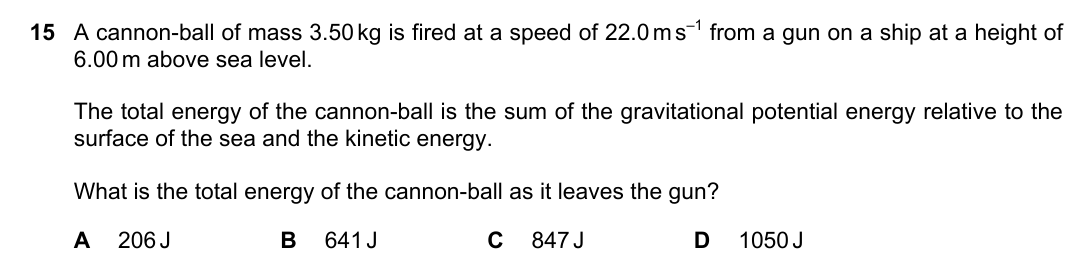 15 A cannon-ball of mass 3.50 kg is fired at a speed of 22.0 m s⁻¹ from a gun on a ship at a height of
6.00 m above sea level.
The total energy of the cannon-ball is the sum of the gravitational potential energy relative to the
surface of the sea and the kinetic energy.
What is the total energy of the cannon-ball as it leaves the gun?
A 206 J B 641 J C 847 J D 1050 J